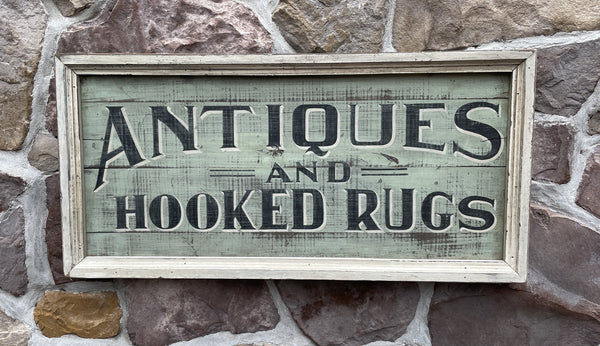 ANTIQUES
AND
HOOKED RUGS